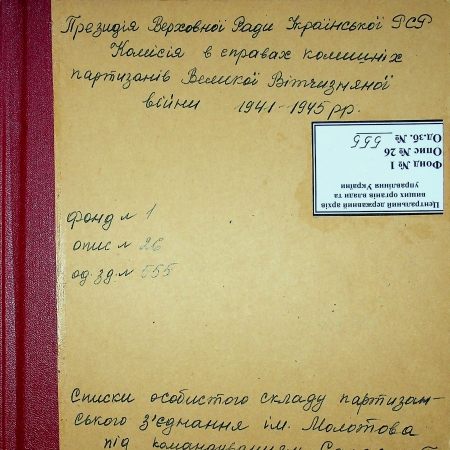 Президія Верховної Ради Української РСР
Комісія в справах колишніх
партизанів Великої Вітчизняної
війни 1941-1945 рр.
Центральний державний архів
вищих органів влади та
управління України
Фонд № 1
Опис № 26
Од.зб. № 555
фонд № 1
опис № 26
од. зб. № 555
Списки особистого складу партизан-
ського з'єднання ім. Молотова
під командуванням